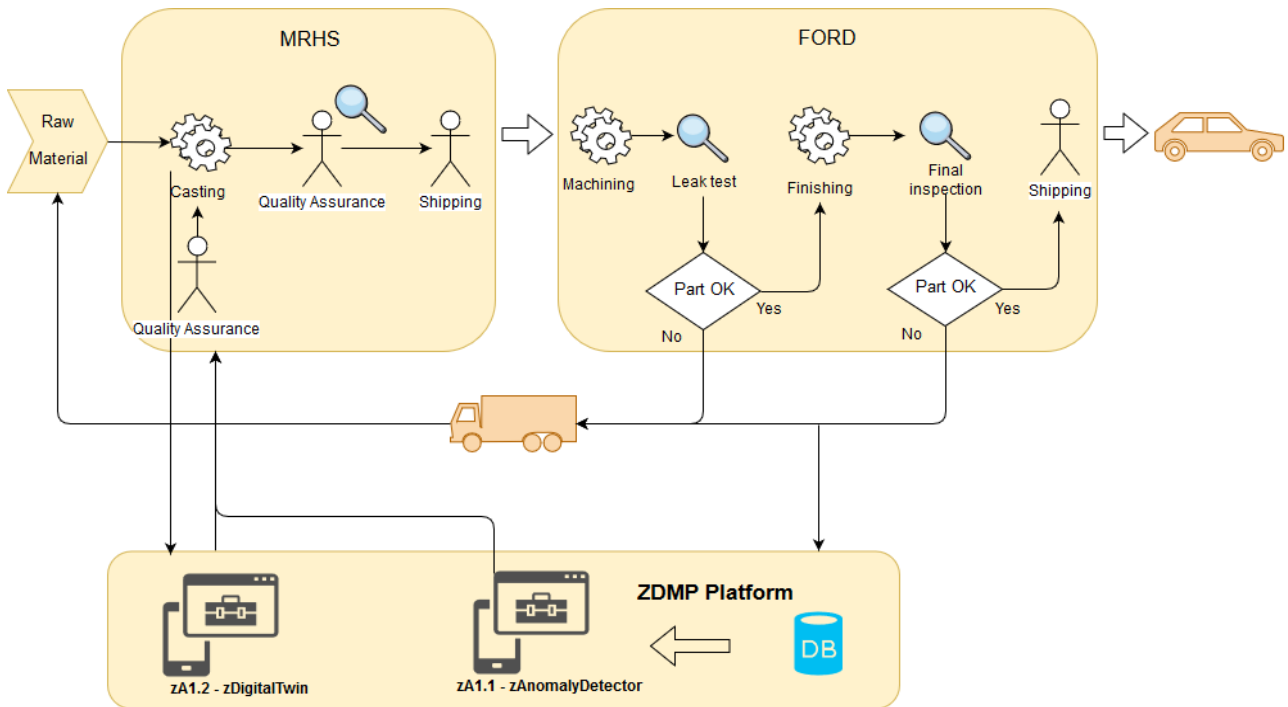 MRHS
FORD
Raw
Material
Casting
Quality Assurance
Shipping
Quality Assurance
Machining
Leak test
Finishing
Final
inspection
Shipping
Part OK
Yes
No
Part OK
Yes
No
ZDMP Platform
DB
zA1.2 - zDigitalTwin
zA1.1 - zAnomalyDetector